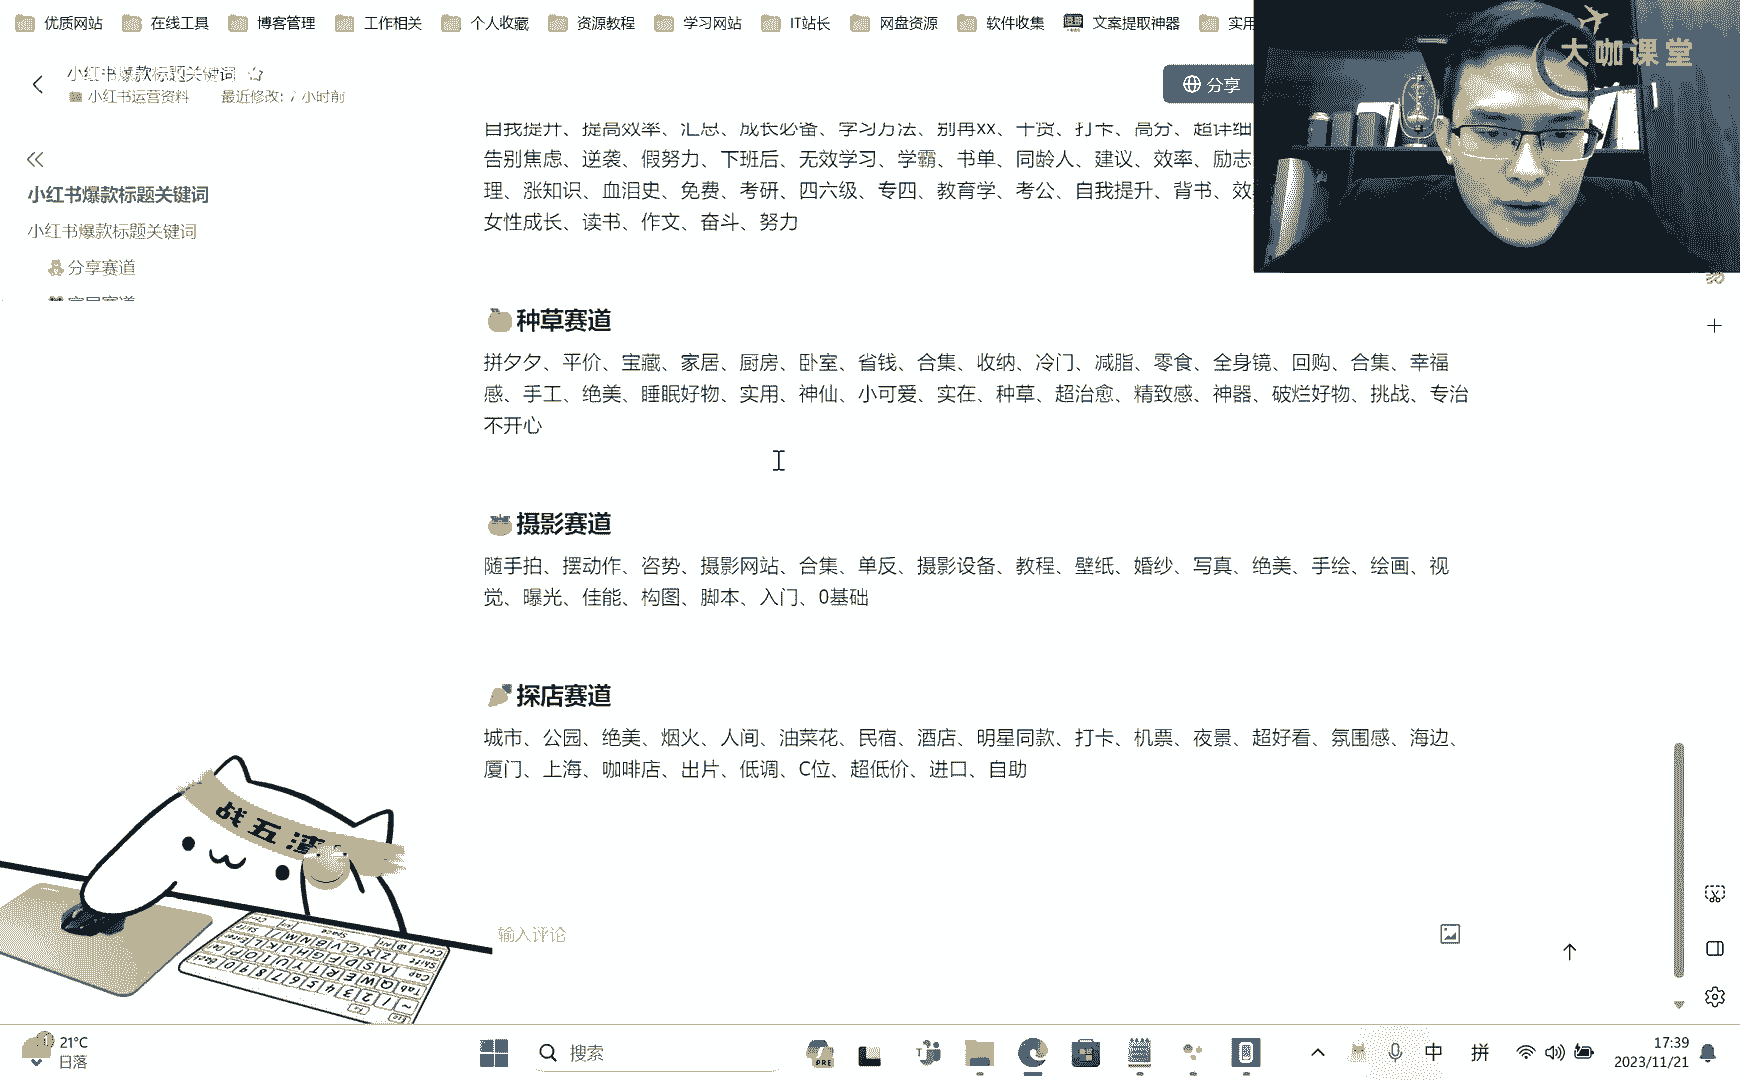 优质网站 在线工具 博客管理 工作相关 个人收藏 资源教程 学习网站 IT站长 网盘资源 软件收集 文案提取神器 实用
大咖课堂
小红书爆款标题关键词
小红书运营资料 最近修改: 7 小时前
分享
小红书爆款标题关键词
小红书爆款标题关键词
分享赛道
家居赛道
自我提升、提高效率、汇总、成长必备、学习方法、别再xx、干货、打卡、高分、超详细
告别焦虑、逆袭、假努力、下班后、无效学习、学霸、书单、同龄人、建议、效率、励志
理、涨知识、血泪史、免费、考研、四六级、专四、教育学、考公、自我提升、背书、效
女性成长、读书、作文、奋斗、努力
种草赛道
拼夕夕、平价、宝藏、家居、厨房、卧室、省钱、合集、收纳、冷门、减脂、零食、全身镜、回购、合集、幸福
感、手工、绝美、睡眠好物、实用、神仙、小可爱、实在、种草、超治愈、精致感、神器、破烂好物、挑战、专治
不开心
摄影赛道
随手拍、摆动作、咨势、摄影网站、合集、单反、摄影设备、教程、壁纸、婚纱、写真、绝美、手绘、绘画、视
觉、曝光、佳能、构图、脚本、入门、0基础
探店赛道
城市、公园、绝美、烟火、人间、油菜花、民宿、酒店、明星同款、打卡、机票、夜景、超好看、氛围感、海边、
厦门、上海、咖啡店、出片、低调、C位、超低价、进口、自助
战五渣
输入评论
21°C
日落
搜索
PRE
中 拼
17:39
2023/11/21